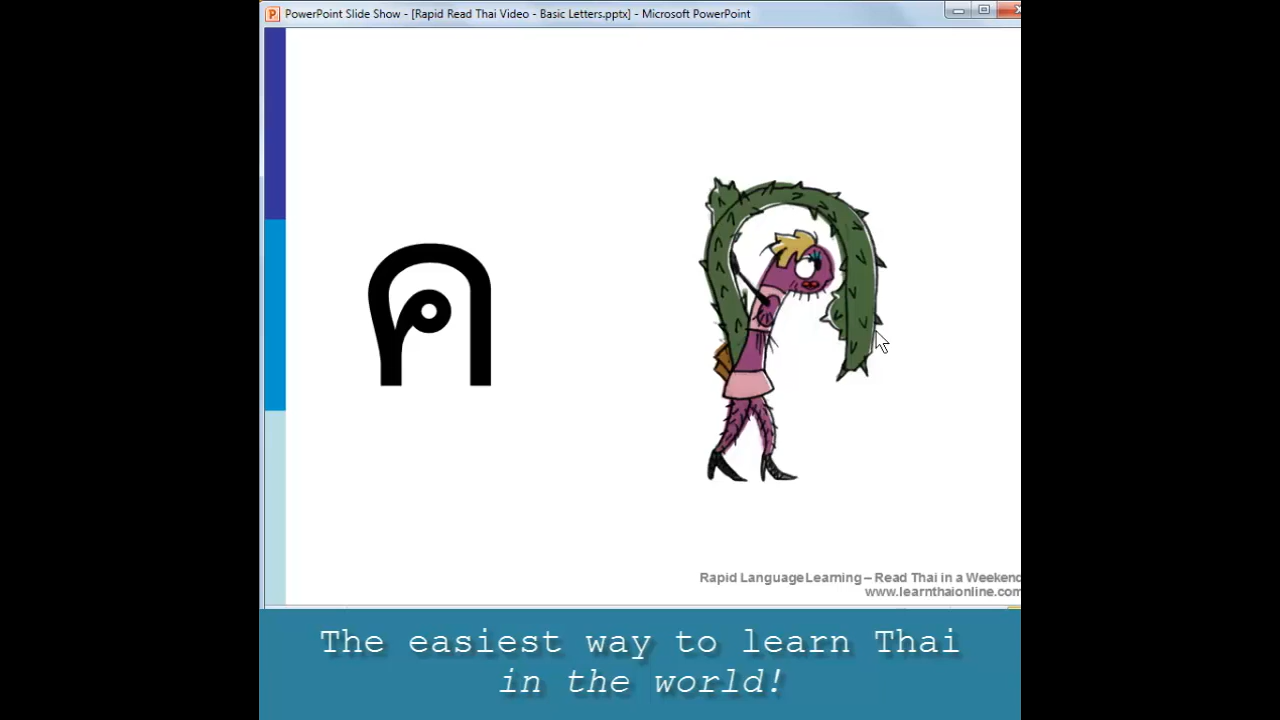 PowerPoint Slide Show - [Rapid Read Thai Video - Basic Letters.pptx] - Microsoft PowerPoint
ค
Rapid Language Learning – Read Thai in a Weekend
www.learnthaionline.com
The easiest way to learn Thai
in the world!